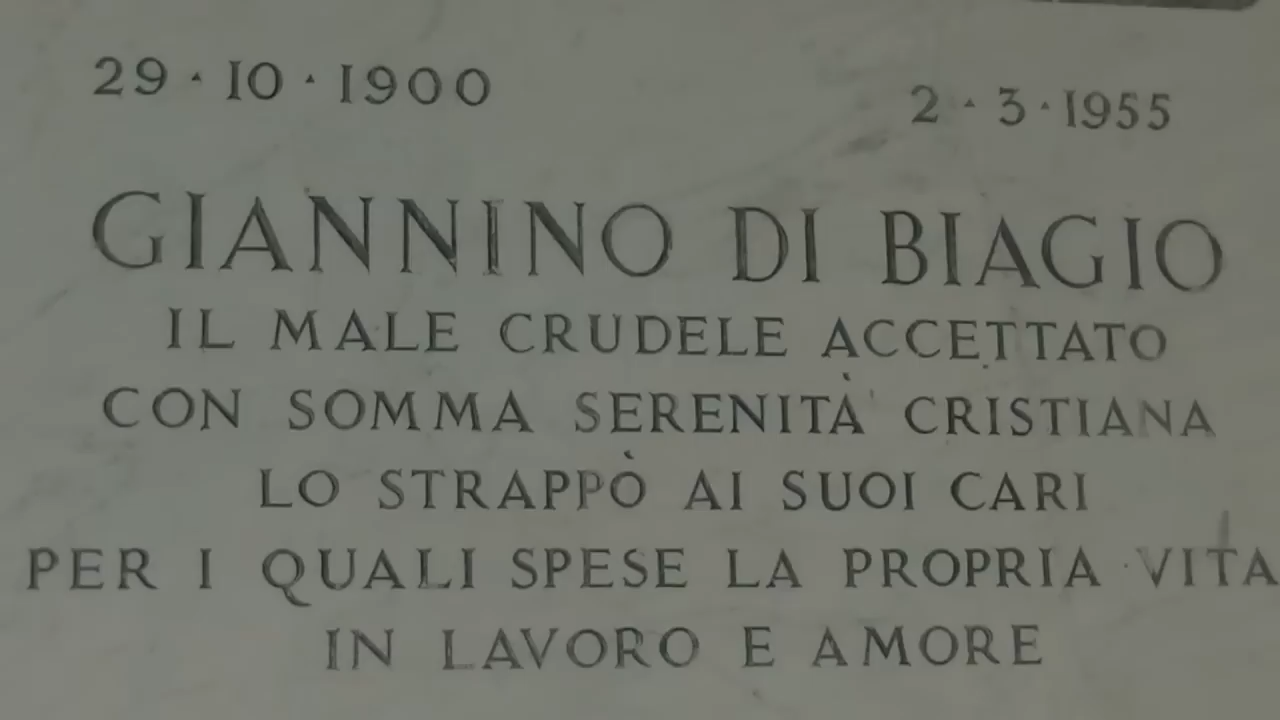 29 · 10 · 1900 2 · 3 · 1955
GIANNINO DI BIAGIO
IL MALE CRUDELE ACCETTATO
CON SOMMA SERENITÀ CRISTIANA
LO STRAPPÒ AI SUOI CARI
PER I QUALI SPESE LA PROPRIA VITA
IN LAVORO E AMORE